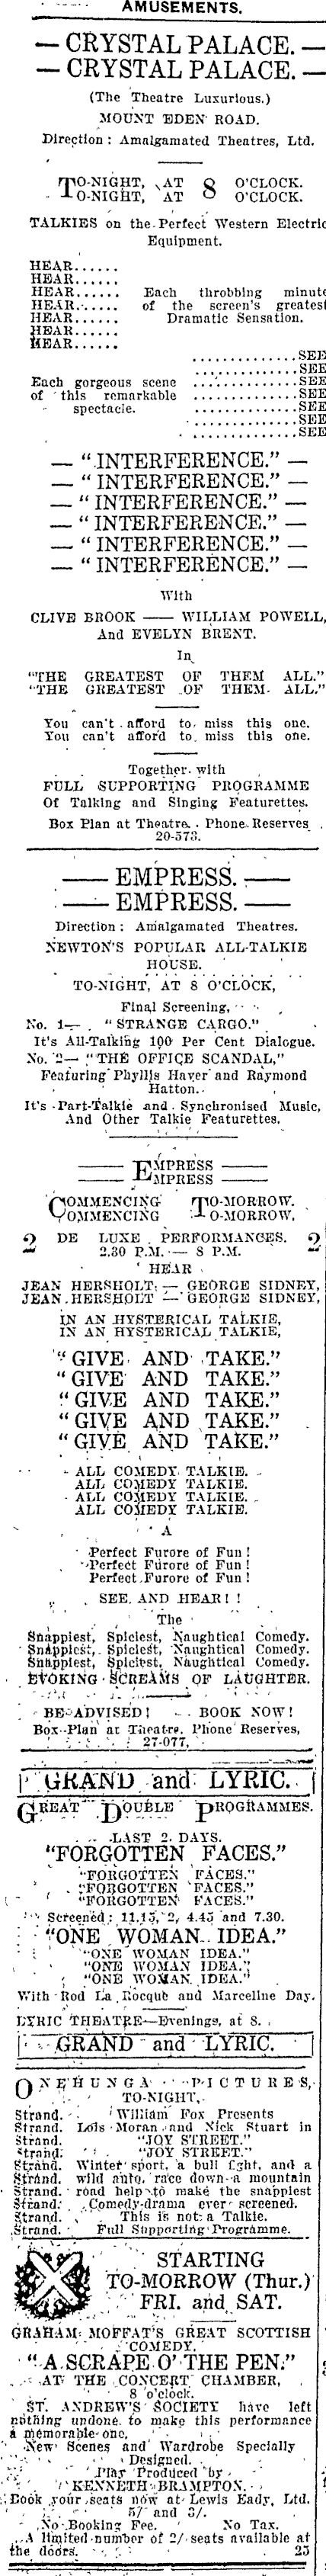 AMUSEMENTS.
— CRYSTAL PALACE. —
— CRYSTAL PALACE. —
(The Theatre Luxurious.)
MOUNT EDEN ROAD.
Direction: Amalgamated Theatres, Ltd.
TO-NIGHT, AT 8 O'CLOCK.
TO-NIGHT, AT 8 O'CLOCK.
TALKIES on the Perfect Western Electric
Equipment.
HEAR......
HEAR......
HEAR...... Each throbbing minute
HEAR...... of the screen's greatest
HEAR...... Dramatic Sensation.
HEAR......
HEAR......
.............SEE
.............SEE
Each gorgeous scene .............SEE
of this remarkable .............SEE
spectacle. .............SEE
.............SEE
.............SEE
— "INTERFERENCE." —
— "INTERFERENCE." —
— "INTERFERENCE." —
— "INTERFERENCE." —
— "INTERFERENCE." —
— "INTERFERENCE." —
With
CLIVE BROOK —— WILLIAM POWELL,
And EVELYN BRENT.
In
"THE GREATEST OF THEM ALL."
"THE GREATEST OF THEM ALL."
You can't afford to miss this one.
You can't afford to miss this one.
Together with
FULL SUPPORTING PROGRAMME
Of Talking and Singing Featurettes.
Box Plan at Theatre. Phone Reserves
20-573.
—— EMPRESS. ——
—— EMPRESS. ——
Direction: Amalgamated Theatres.
NEWTON'S POPULAR ALL-TALKIE
HOUSE.
TO-NIGHT, AT 8 O'CLOCK,
Final Screening,
No. 1— "STRANGE CARGO."
It's All-Talking 100 Per Cent Dialogue.
No. 2— "THE OFFICE SCANDAL,"
Featuring Phyllis Haver and Raymond
Hatton.
It's Part-Talkie and Synchronised Music,
And Other Talkie Featurettes.
—— EMPRESS ——
—— EMPRESS ——
COMMENCING TO-MORROW.
COMMENCING TO-MORROW.
2 DE LUXE PERFORMANCES. 2
2.30 P.M. — 8 P.M.
HEAR
JEAN HERSHOLT — GEORGE SIDNEY,
JEAN HERSHOLT — GEORGE SIDNEY,
IN AN HYSTERICAL TALKIE,
IN AN HYSTERICAL TALKIE,
"GIVE AND TAKE."
"GIVE AND TAKE."
"GIVE AND TAKE."
"GIVE AND TAKE."
"GIVE AND TAKE."
ALL COMEDY TALKIE.
ALL COMEDY TALKIE.
ALL COMEDY TALKIE.
ALL COMEDY TALKIE.
A
Perfect Furore of Fun!
Perfect Furore of Fun!
Perfect Furore of Fun!
SEE AND HEAR!!
The
Snappiest, Spiciest, Naughtical Comedy.
Snappiest, Spiciest, Naughtical Comedy.
Snappiest, Spiciest, Naughtical Comedy.
EVOKING SCREAMS OF LAUGHTER.
BE ADVISED! BOOK NOW!
Box Plan at Theatre. Phone Reserves,
27-077.
GRAND and LYRIC.
GREAT DOUBLE PROGRAMMES.
LAST 2 DAYS.
"FORGOTTEN FACES."
"FORGOTTEN FACES."
"FORGOTTEN FACES."
"FORGOTTEN FACES."
Screened: 11.15, 2, 4.45 and 7.30.
"ONE WOMAN IDEA."
"ONE WOMAN IDEA."
"ONE WOMAN IDEA."
"ONE WOMAN IDEA."
With Rod La Rocque and Marceline Day.
LYRIC THEATRE—Evenings, at 8.
GRAND and LYRIC.
ONEHUNGA PICTURES,
TO-NIGHT,
Strand. William Fox Presents
Strand. Lois Moran and Nick Stuart in
Strand. "JOY STREET."
Strand. "JOY STREET."
Strand. Winter sport, a bull fight, and a
Strand. wild auto. race down a mountain
Strand. road help to make the snappiest
Strand. Comedy-drama ever screened.
Strand. This is not a Talkie.
Strand. Full Supporting Programme.
STARTING
TO-MORROW (Thur.)
FRI. and SAT.
GRAHAM MOFFAT'S GREAT SCOTTISH
COMEDY,
"A SCRAPE O' THE PEN."
AT THE CONCERT CHAMBER,
8 o'clock.
ST. ANDREW'S SOCIETY have left
nothing undone to make this performance
a memorable one.
New Scenes and Wardrobe Specially
Designed.
Play Produced by
KENNETH BRAMPTON.
Book your seats now at Lewis Eady, Ltd.
5/ and 3/.
No Booking Fee. No Tax.
A limited number of 2/ seats available at
the doors. 25